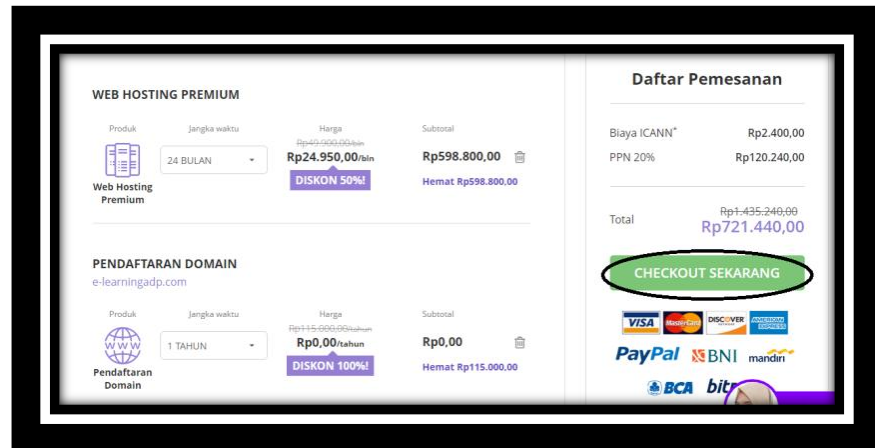 WEB HOSTING PREMIUM
Produk Jangka waktu Harga Subtotal
Rp49.900,00/bln
24 BULAN Rp24.950,00/bln Rp598.800,00
DISKON 50%! Hemat Rp598.800,00
Web Hosting
Premium
PENDAFTARAN DOMAIN
e-learningadp.com
Produk Jangka waktu Harga Subtotal
Rp115.000,00/tahun
WWW 1 TAHUN Rp0,00/tahun Rp0,00
DISKON 100%! Hemat Rp115.000,00
Pendaftaran
Domain
Daftar Pemesanan
Biaya ICANN* Rp2.400,00
PPN 20% Rp120.240,00
Rp1.435.240,00
Total Rp721.440,00
CHECKOUT SEKARANG
VISA MasterCard DISCOVER AMERICAN EXPRESS
PayPal BNI mandiri
BCA